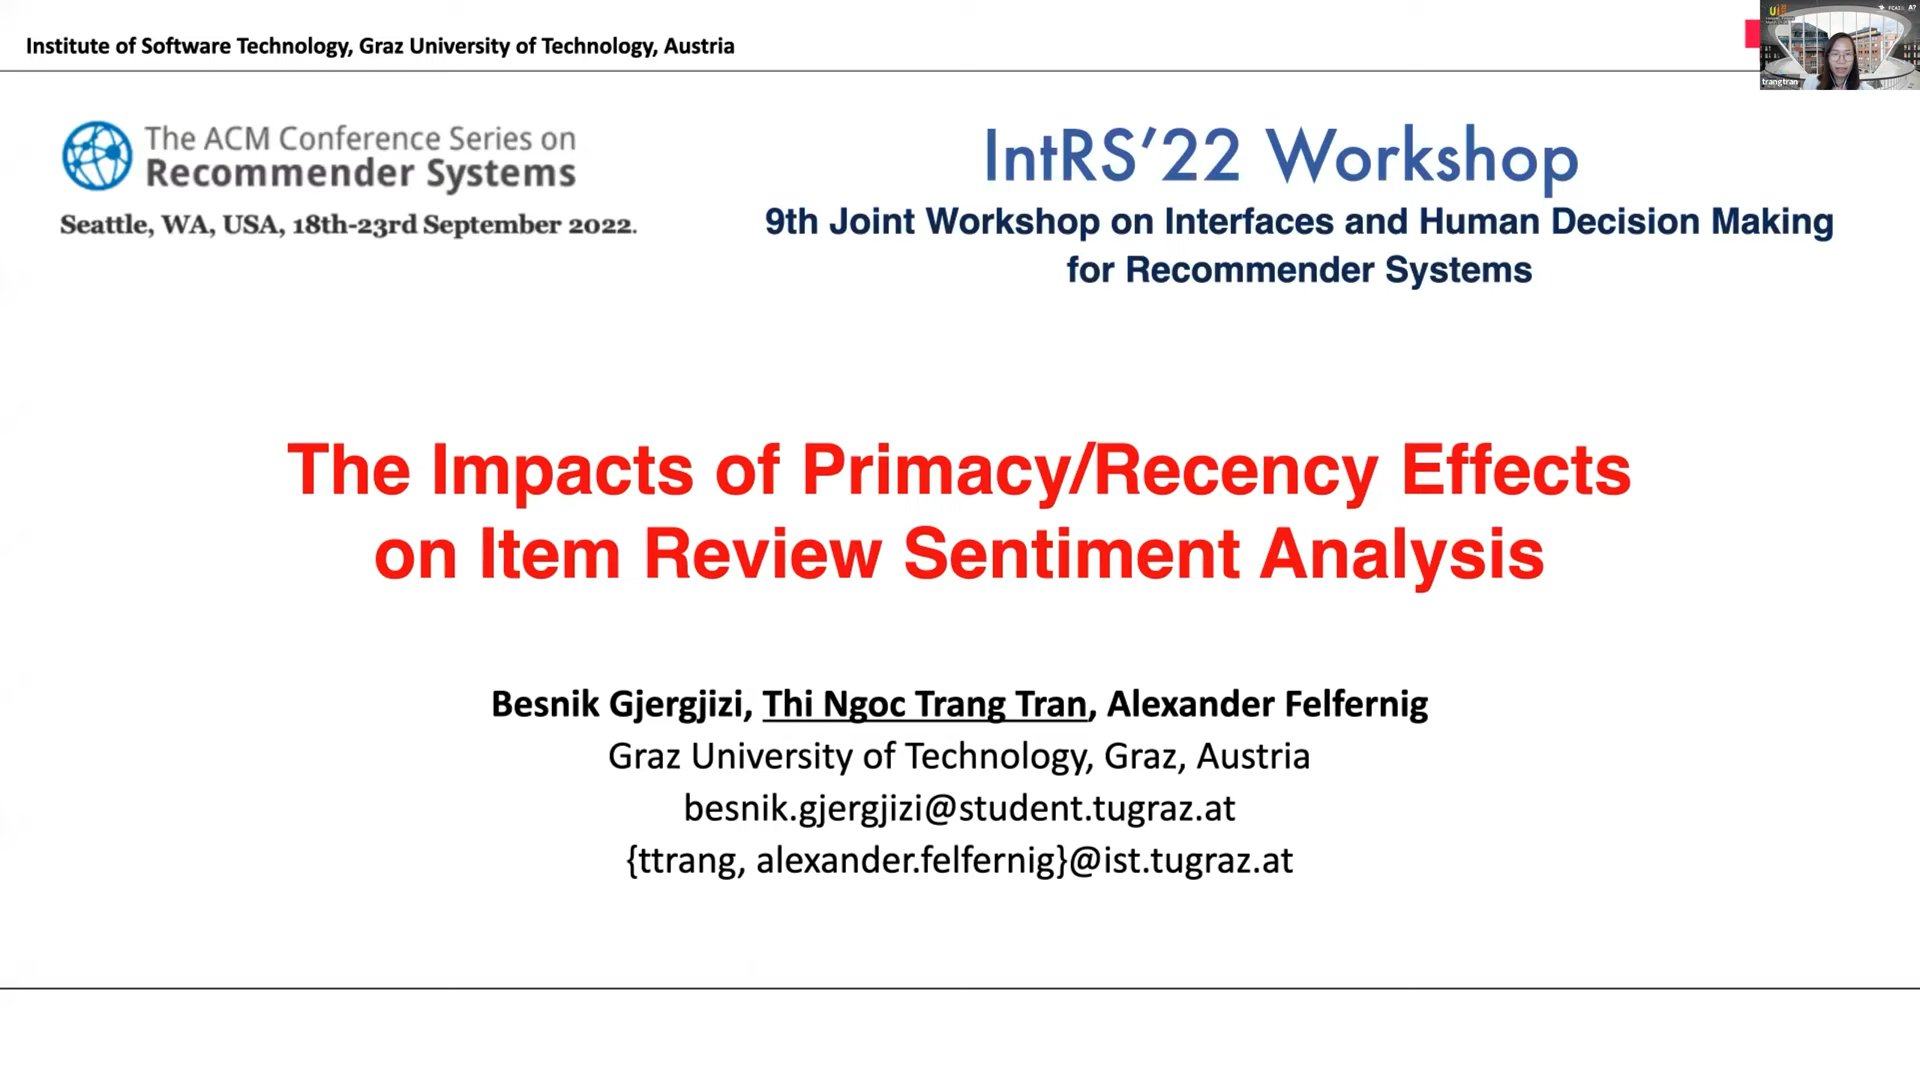 Institute of Software Technology, Graz University of Technology, Austria
trangtran
The ACM Conference Series on
Recommender Systems
Seattle, WA, USA, 18th-23rd September 2022.
IntRS’22 Workshop
9th Joint Workshop on Interfaces and Human Decision Making
for Recommender Systems
The Impacts of Primacy/Recency Effects
on Item Review Sentiment Analysis
Besnik Gjergjizi, Thi Ngoc Trang Tran, Alexander Felfernig
Graz University of Technology, Graz, Austria
besnik.gjergjizi@student.tugraz.at
{ttrang, alexander.felfernig}@ist.tugraz.at